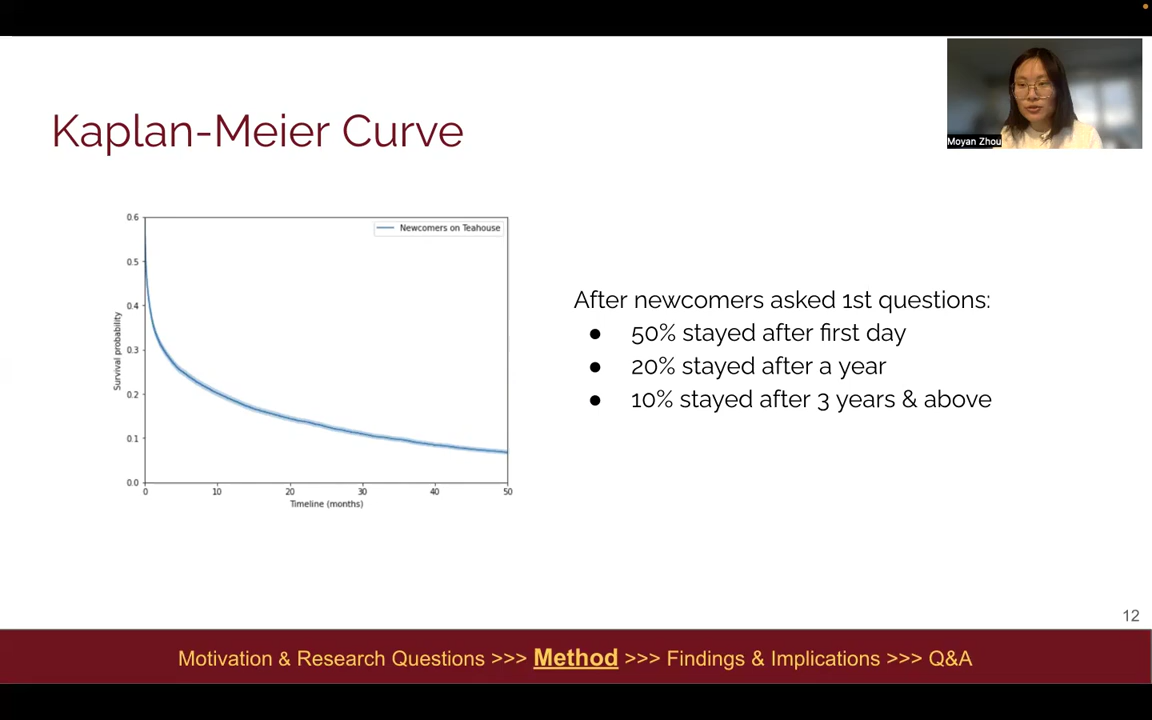 Moyan Zhou
Kaplan-Meier Curve
0.6
0.5
0.4
0.3
0.2
0.1
0.0
Survival probability
Newcomers on Teahouse
0 10 20 30 40 50
Timeline (months)
After newcomers asked 1st questions:
● 50% stayed after first day
● 20% stayed after a year
● 10% stayed after 3 years & above
12
Motivation & Research Questions >>> Method >>> Findings & Implications >>> Q&A